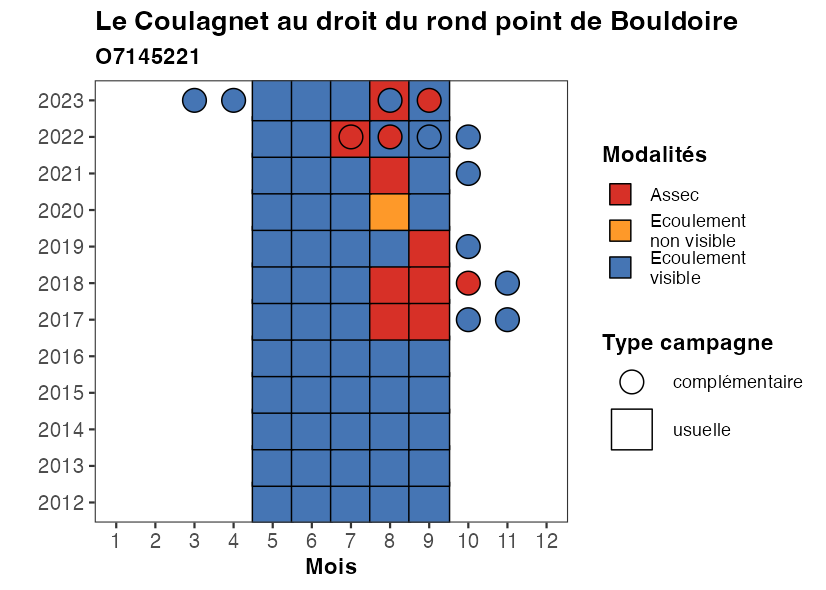 Le Coulagnet au droit du rond point de Bouldoire
O7145221
2023
2022
2021
2020
2019
2018
2017
2016
2015
2014
2013
2012
1 2 3 4 5 6 7 8 9 10 11 12
Mois
Modalités
Assec
Ecoulement
non visible
Ecoulement
visible
Type campagne
complémentaire
usuelle